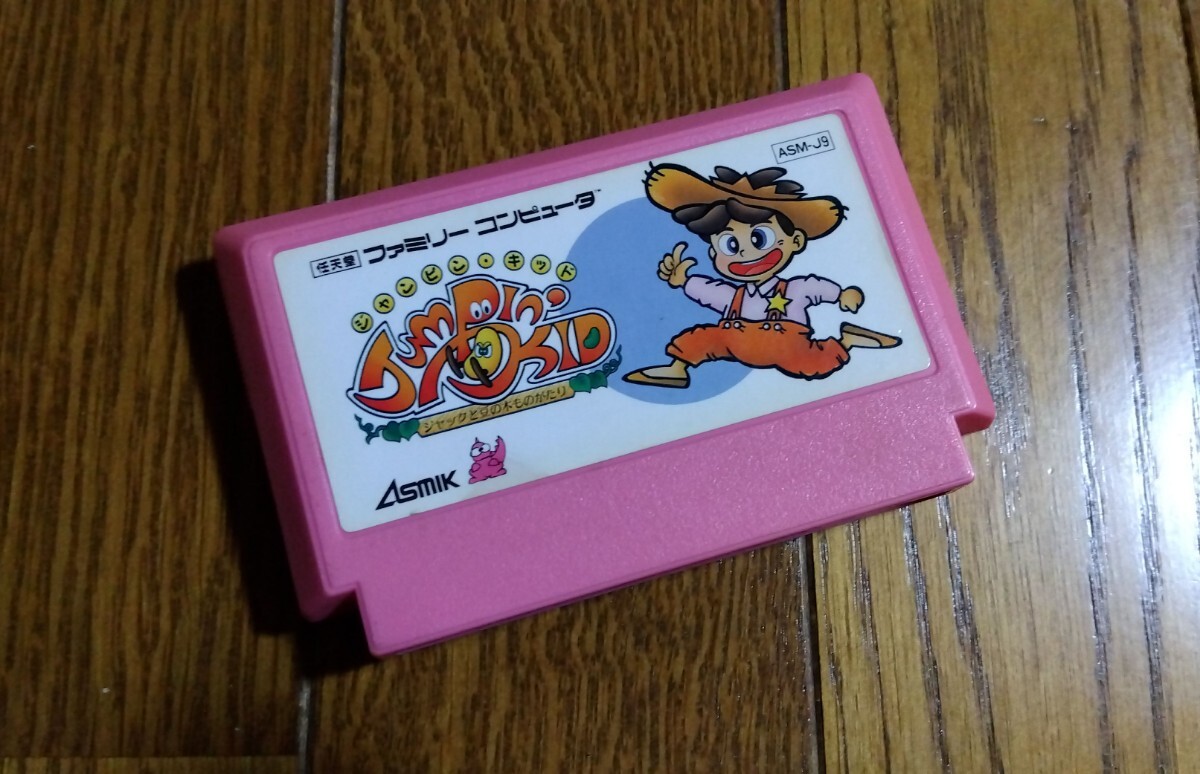 ASM-J9
任天堂 ファミリー コンピュータ™
ジャンピン・キッド
JUMPIN' KID
ジャックと豆の木ものがたり
ASMIK